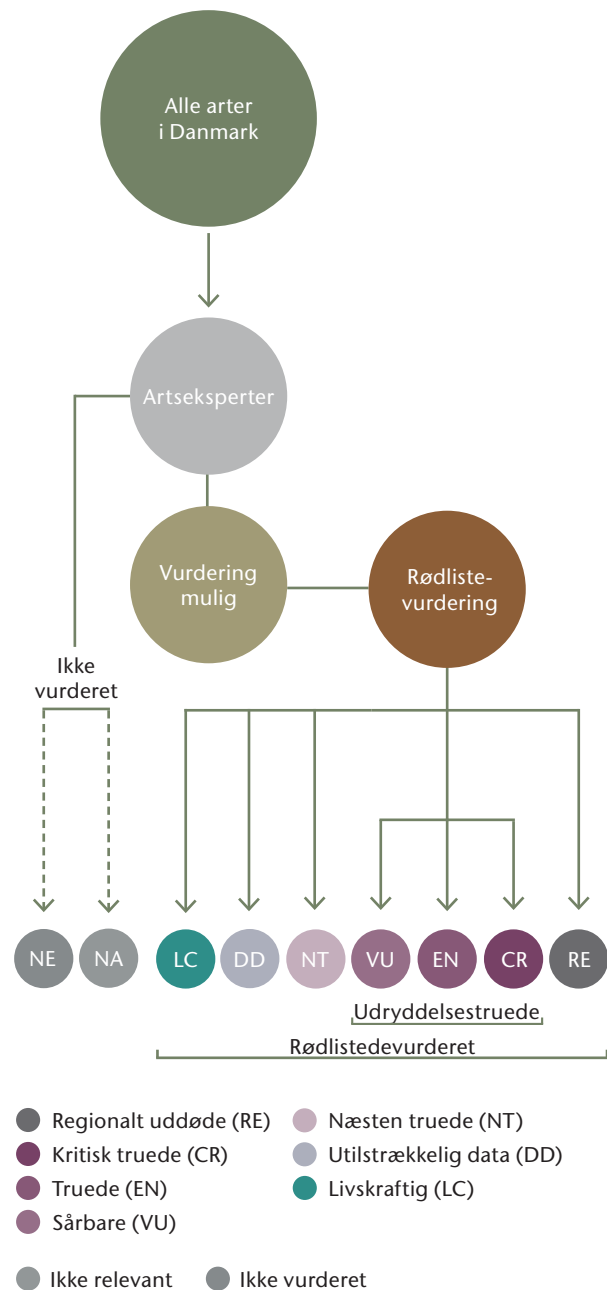 Alle arter
i Danmark
Artseksperter
Vurdering
mulig
Rødliste-
vurdering
Ikke
vurderet
NE
NA
LC
DD
NT
VU
EN
CR
RE
Udryddelsestruede
Rødlistedevurderet
Regionalt uddøde (RE)
Kritisk truede (CR)
Truede (EN)
Sårbare (VU)
Næsten truede (NT)
Utilstrækkelig data (DD)
Livskraftig (LC)
Ikke relevant
Ikke vurderet